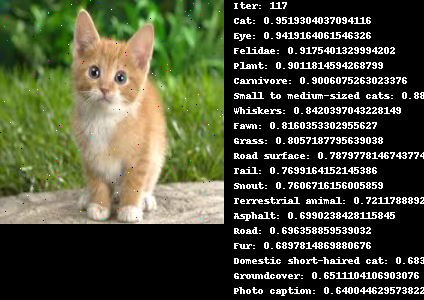 Iter: 117
Cat: 0.9519304037094116
Eye: 0.9419164061546326
Felidae: 0.9175401329994202
Plant: 0.9011814594268799
Carnivore: 0.9006075263023376
Small to medium-sized cats: 0.88
Whiskers: 0.8420397043228149
Fawn: 0.8160353302955627
Grass: 0.8057187795639038
Road surface: 0.7879778146743774
Tail: 0.7699164152145386
Snout: 0.7606716156005859
Terrestrial animal: 0.7211788892
Asphalt: 0.6990238428115845
Road: 0.696358859539032
Fur: 0.6897814869880676
Domestic short-haired cat: 0.683
Groundcover: 0.6511104106903076
Photo caption: 0.640044629573822